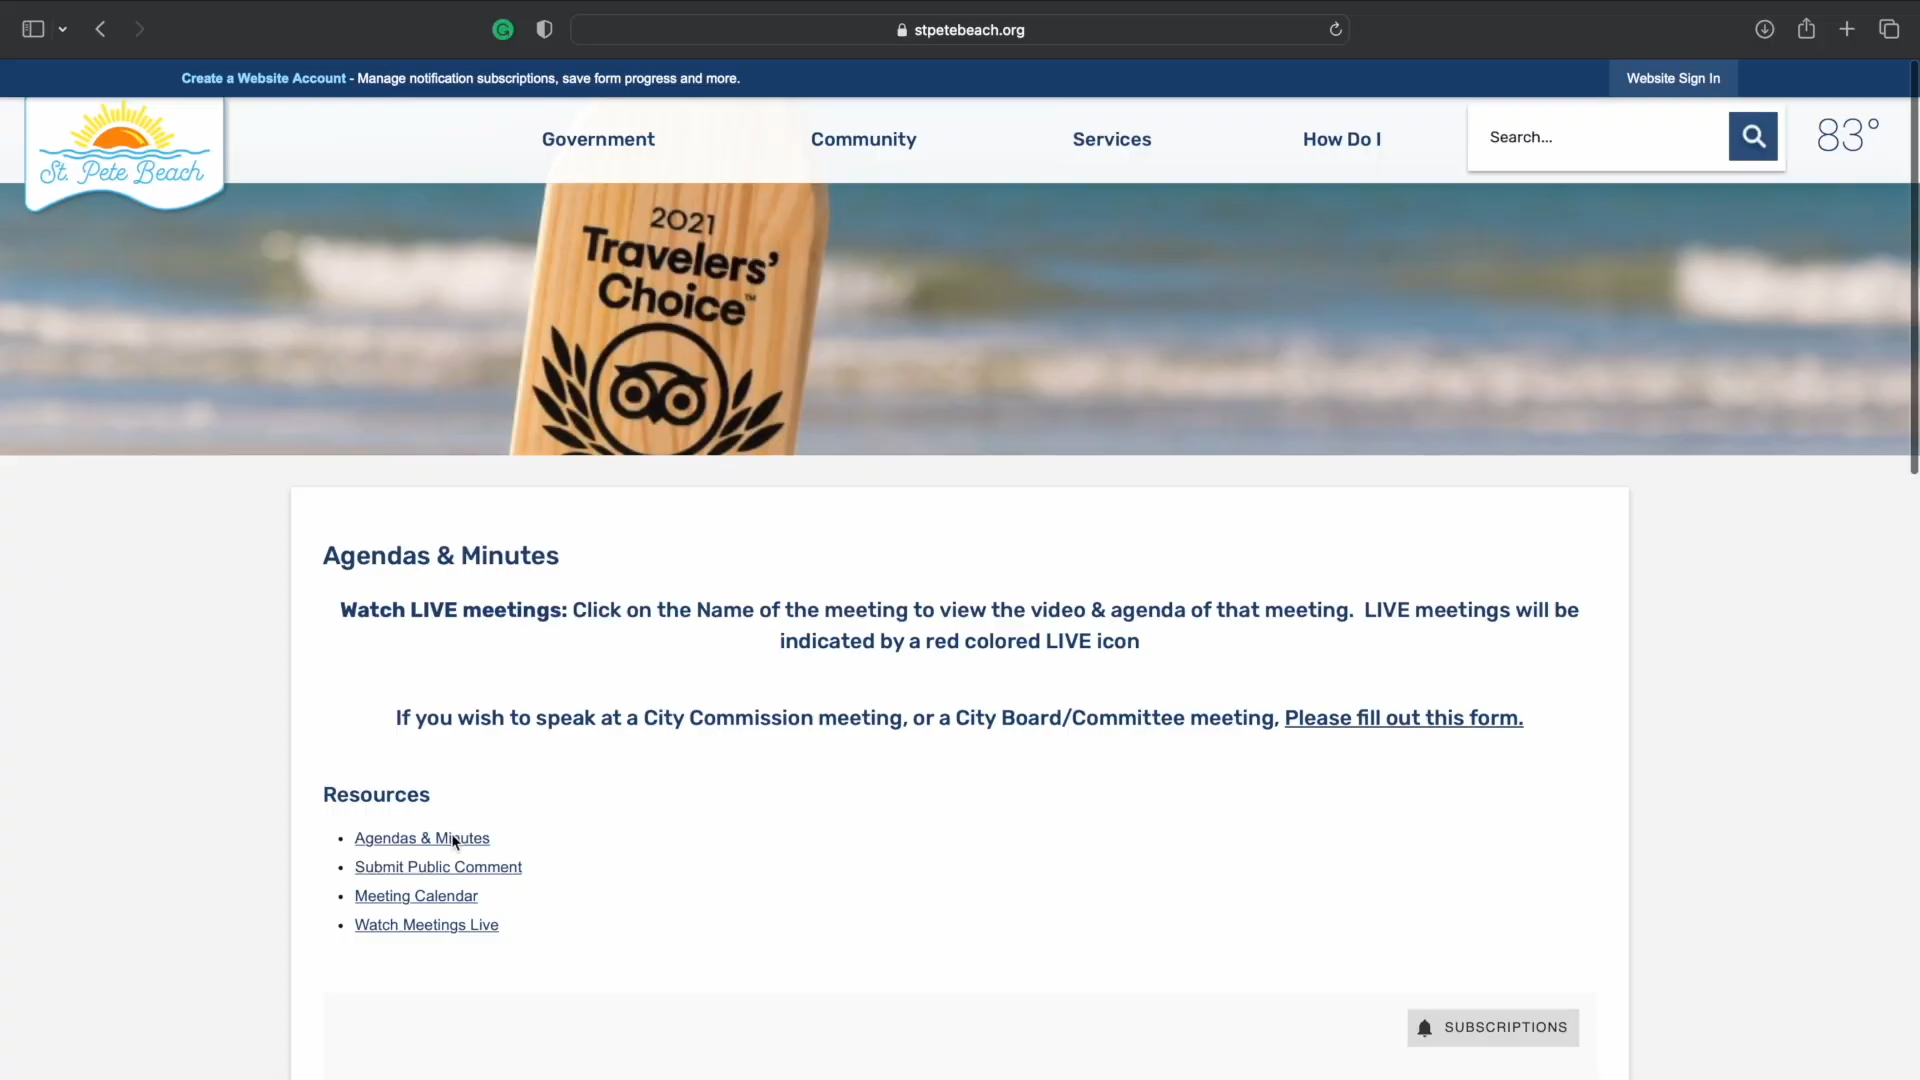 stpetebeach.org
Create a Website Account - Manage notification subscriptions, save form progress and more.
Website Sign In
St. Pete Beach
Government
Community
Services
How Do I
Search...
83°
2021
Travelers'
Choice™
Agendas & Minutes
Watch LIVE meetings: Click on the Name of the meeting to view the video & agenda of that meeting.  LIVE meetings will be
indicated by a red colored LIVE icon
If you wish to speak at a City Commission meeting, or a City Board/Committee meeting, Please fill out this form.
Resources
• Agendas & Minutes
• Submit Public Comment
• Meeting Calendar
• Watch Meetings Live
SUBSCRIPTIONS